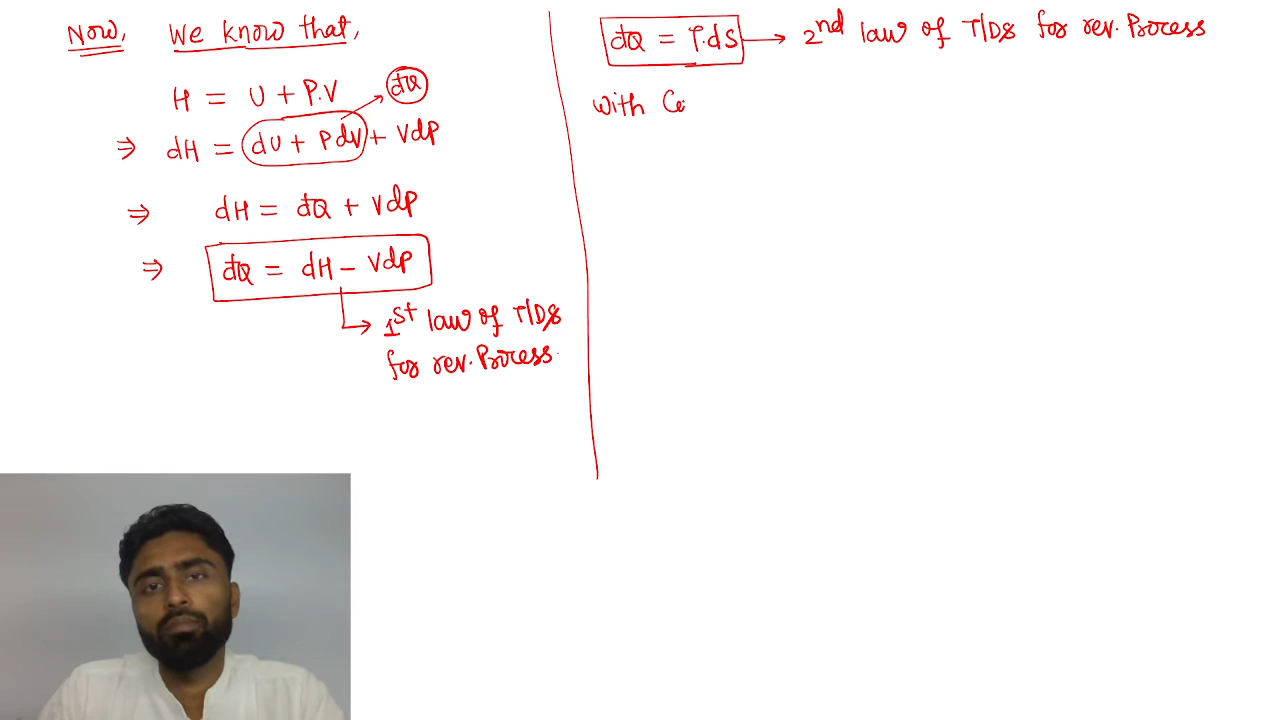 Now, We know that,
H = U + P.V
dQ
⇒ dH = dU + PdV + VdP
⇒ dH = dQ + VdP
⇒ dQ = dH - VdP
1st law of T/Ds
for rev. Process.
dQ = T.dS → 2nd law of T/Ds for rev. Process
with Ce